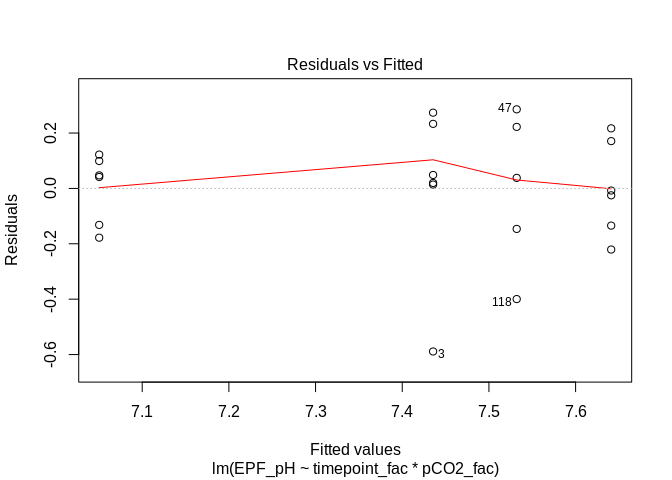 Residuals vs Fitted
Residuals
0.2
0.0
-0.2
-0.4
-0.6
47
118
3
7.1 7.2 7.3 7.4 7.5 7.6
Fitted values
lm(EPF_pH ~ timepoint_fac * pCO2_fac)